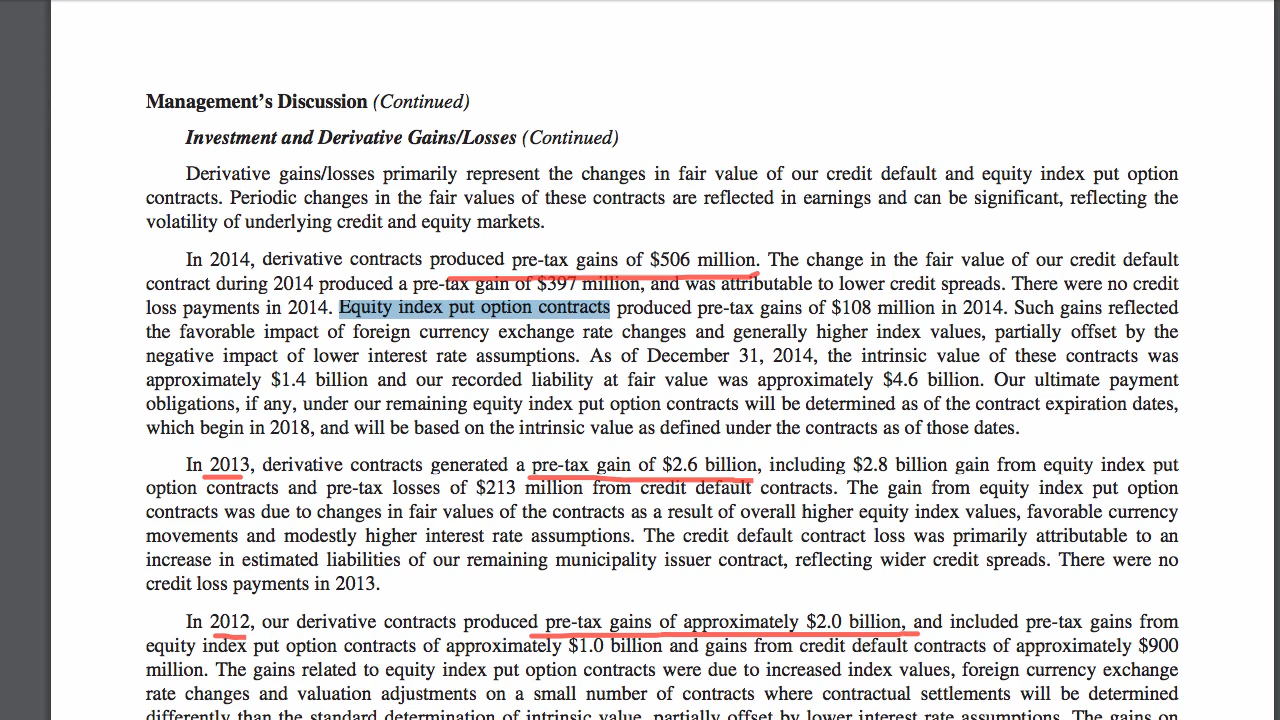 Management’s Discussion (Continued)
Investment and Derivative Gains/Losses (Continued)
Derivative gains/losses primarily represent the changes in fair value of our credit default and equity index put option
contracts. Periodic changes in the fair values of these contracts are reflected in earnings and can be significant, reflecting the
volatility of underlying credit and equity markets.
In 2014, derivative contracts produced pre-tax gains of $506 million. The change in the fair value of our credit default
contract during 2014 produced a pre-tax gain of $397 million, and was attributable to lower credit spreads. There were no credit
loss payments in 2014. Equity index put option contracts produced pre-tax gains of $108 million in 2014. Such gains reflected
the favorable impact of foreign currency exchange rate changes and generally higher index values, partially offset by the
negative impact of lower interest rate assumptions. As of December 31, 2014, the intrinsic value of these contracts was
approximately $1.4 billion and our recorded liability at fair value was approximately $4.6 billion. Our ultimate payment
obligations, if any, under our remaining equity index put option contracts will be determined as of the contract expiration dates,
which begin in 2018, and will be based on the intrinsic value as defined under the contracts as of those dates.
In 2013, derivative contracts generated a pre-tax gain of $2.6 billion, including $2.8 billion gain from equity index put
option contracts and pre-tax losses of $213 million from credit default contracts. The gain from equity index put option
contracts was due to changes in fair values of the contracts as a result of overall higher equity index values, favorable currency
movements and modestly higher interest rate assumptions. The credit default contract loss was primarily attributable to an
increase in estimated liabilities of our remaining municipality issuer contract, reflecting wider credit spreads. There were no
credit loss payments in 2013.
In 2012, our derivative contracts produced pre-tax gains of approximately $2.0 billion, and included pre-tax gains from
equity index put option contracts of approximately $1.0 billion and gains from credit default contracts of approximately $900
million. The gains related to equity index put option contracts were due to increased index values, foreign currency exchange
rate changes and valuation adjustments on a small number of contracts where contractual settlements will be determined
differently than the standard determination of intrinsic value, partially offset by lower interest rate assumptions. The gains on